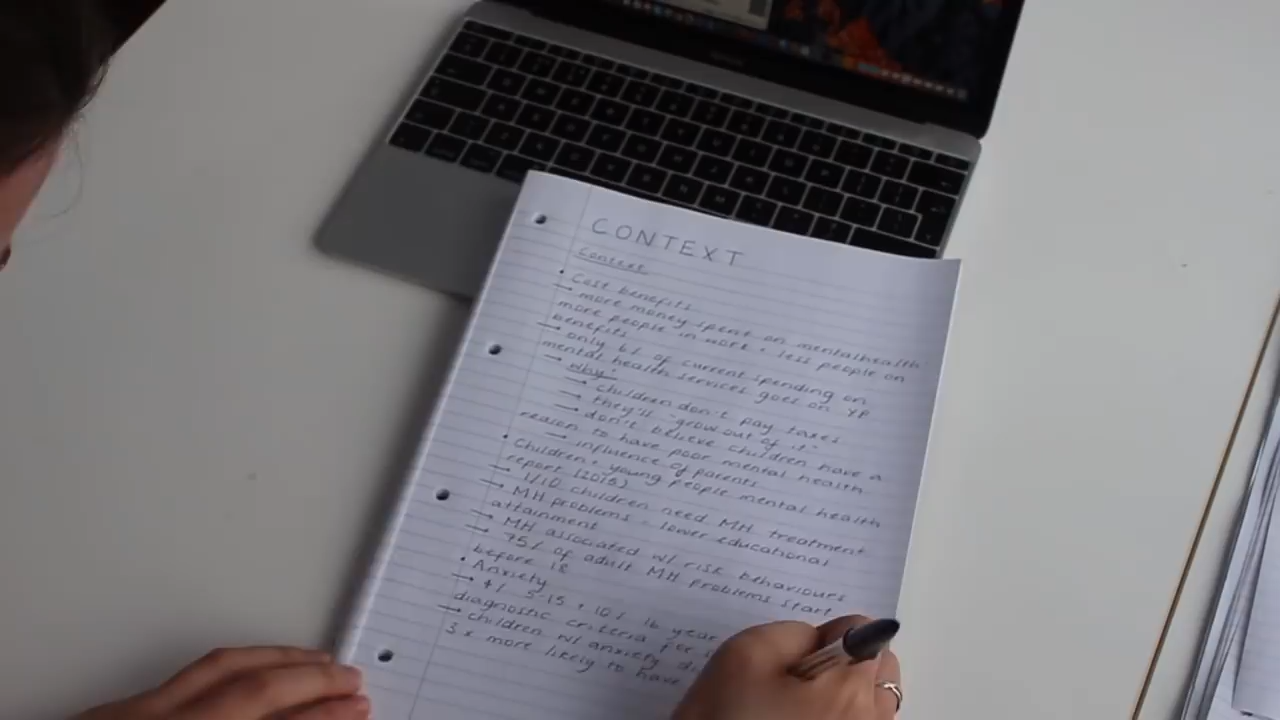 CONTEXT
Context
• Cost benefits
→ more money spent on mentalhealth
more people in work + less people on
benefits
→ only 6% of current spending on
mental health services goes on YP
→ Why?
→ children don't pay taxes
→ they'll "grow out of it"
→ don't believe children have a
reason to have poor mental health
→ influence of parents
• Children + young people mental health
report (2016)
→ 1/10 children need MH treatment
→ MH problems = lower educational
attainment
→ MH associated w/ risk behaviours
→ 75% of adult MH problems start
before 18
• Anxiety
→ 5-15 + 10% 16 year
diagnostic criteria for
→ children w/ anxiety
3x more likely to have